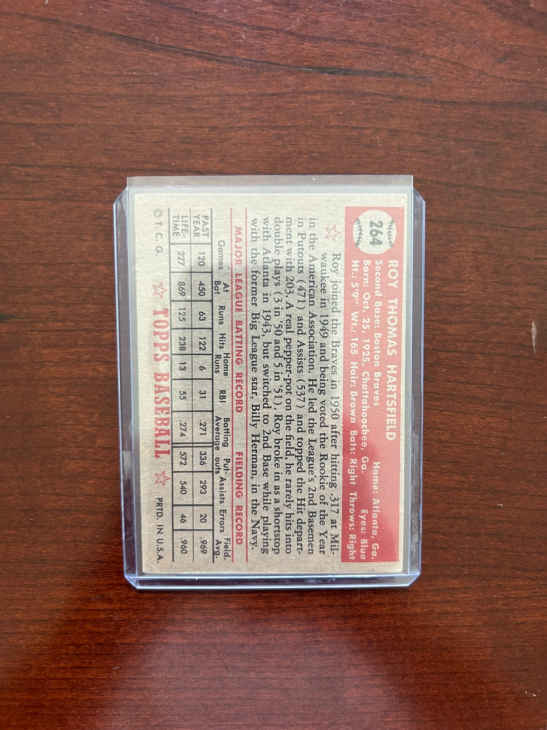 264
ROY THOMAS HARTSFIELD
Second Base: Boston Braves Home: Atlanta, Ga.
Born: Oct. 25, 1925, Chattahoochee, Ga. Eyes: Blue
Ht.: 5'9" Wt.: 165 Hair: Brown Bats: Right Throws: Right
Roy joined the Braves in 1950 after hitting .317 at Mil-
waukee in 1949 and being voted the Rookie of the Year
in the American Association. He led the League's 2nd Basemen
in Putouts (471) and Assists (537) and topped the Hit depart-
ment with 203. A real pepper-pot on the field, he rarely hits into
double plays (3 in '50 and 5 in '51). Roy broke in as a shortstop
with Atlanta in 1943, but switched to 2nd Base while playing
with the former Big League star, Billy Herman, in the Navy.
MAJOR LEAGUE BATTING RECORD FIELDING RECORD
Games At Bat Runs Hits Home Runs RBI Batting Average Put-outs Assists Errors Field. Avg.
PAST YEAR 120 450 63 122 6 31 .271 336 293 20 .969
LIFE-TIME 227 869 125 238 13 55 .274 572 540 46 .960
© T. C. G. TOPPS BASEBALL PRTD. IN U.S.A.